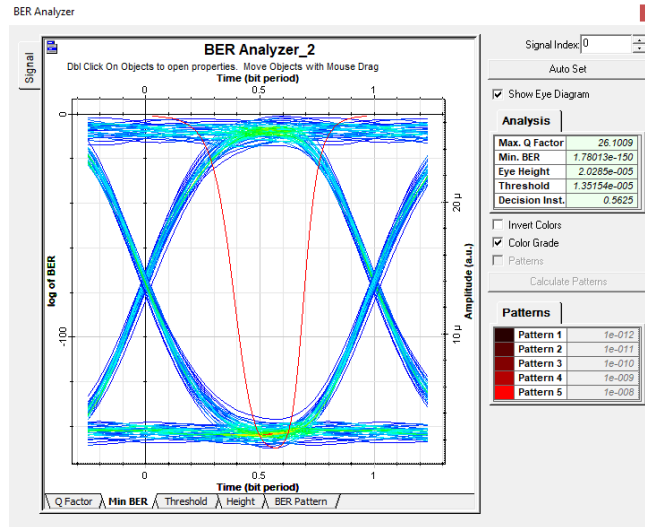 BER Analyzer
Signal
BER Analyzer_2
Dbl Click On Objects to open properties. Move Objects with Mouse Drag
Time (bit period)
0 0.5 1
log of BER
0
-100
Amplitude (a.u.)
20 µ
10 µ
0 0.5 1
Time (bit period)
Q Factor Min BER Threshold Height BER Pattern
Signal Index: 0
Auto Set
Show Eye Diagram
Analysis
Max. Q Factor 26.1009
Min. BER 1.78013e-150
Eye Height 2.0285e-005
Threshold 1.35154e-005
Decision Inst. 0.5625
Invert Colors
Color Grade
Patterns
Calculate Patterns
Patterns
Pattern 1 1e-012
Pattern 2 1e-011
Pattern 3 1e-010
Pattern 4 1e-009
Pattern 5 1e-008